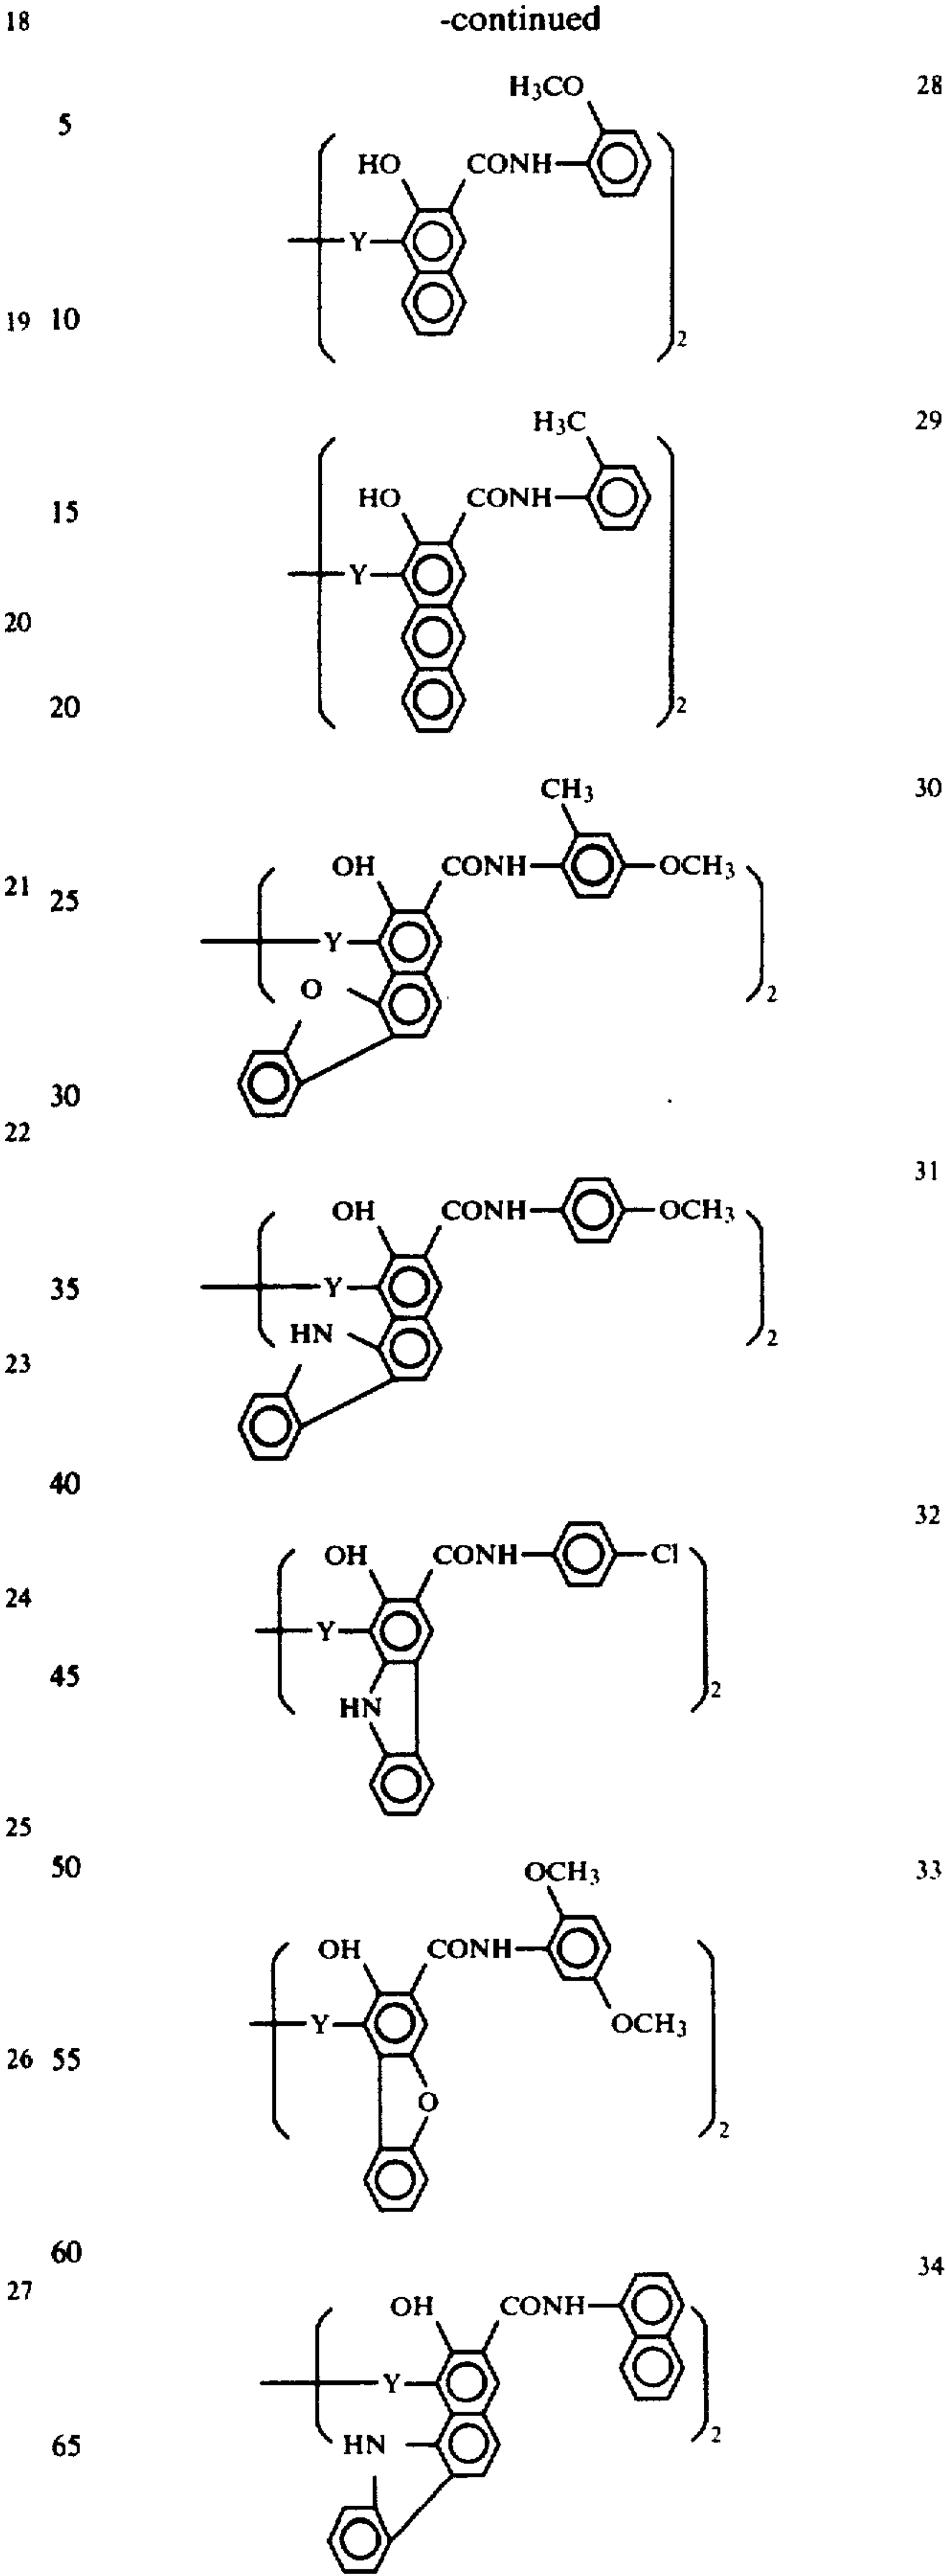 18 -continued
H₃CO 28
5
HO CONH
Y
19 10
2
H₃C 29
15 HO CONH
Y
20
20 2
CH₃ 30
OH CONH OCH₃
21 25
Y
O 2
30
22
31
OH CONH OCH₃
35 Y
HN 2
23
40
32
OH CONH Cl
24
Y
45 2
HN
25
50 OCH₃ 33
OH CONH
Y OCH₃
26 55
O
2
60
34
27
OH CONH
Y
2
65 HN